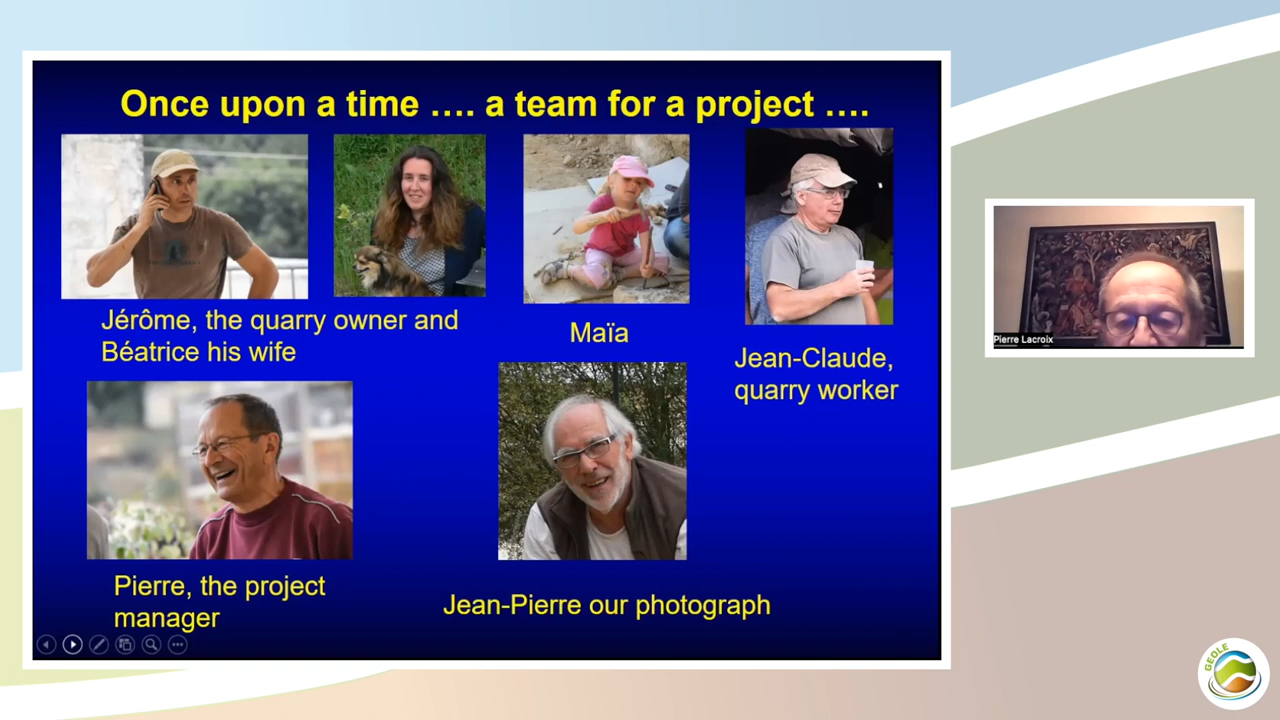 Once upon a time …. a team for a project ….
Jérôme, the quarry owner and
Béatrice his wife
Maïa
Jean-Claude,
quarry worker
Pierre, the project
manager
Jean-Pierre our photograph
Pierre Lacroix
GEOLE